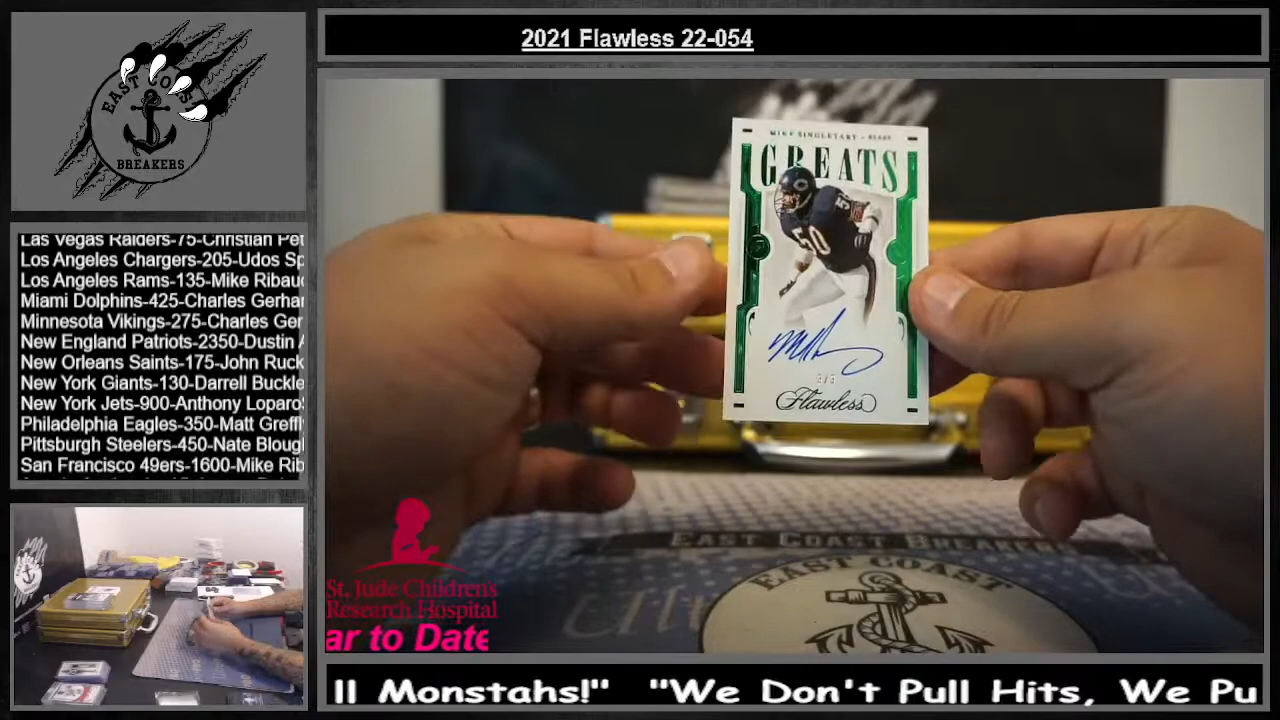 2021 Flawless 22-054
EAST COAST
BREAKERS
Las Vegas Raiders-75-Christian Pet
Los Angeles Chargers-205-Udos Sp
Los Angeles Rams-135-Mike Ribau
Miami Dolphins-425-Charles Gerhar
Minnesota Vikings-275-Charles Ger
New England Patriots-2350-Dustin A
New Orleans Saints-175-John Ruck
New York Giants-130-Darrell Buckle
New York Jets-900-Anthony Loparo
Philadelphia Eagles-350-Matt Greffl
Pittsburgh Steelers-450-Nate Bloug
San Francisco 49ers-1600-Mike Rib
MIKE SINGLETARY - BEARS
GREATS
50
Flawless
EAST COAST BREAKERS
EAST COAST
St. Jude Children's
Research Hospital
ar to Date
ll Monstahs!" "We Don't Pull Hits, We Pu